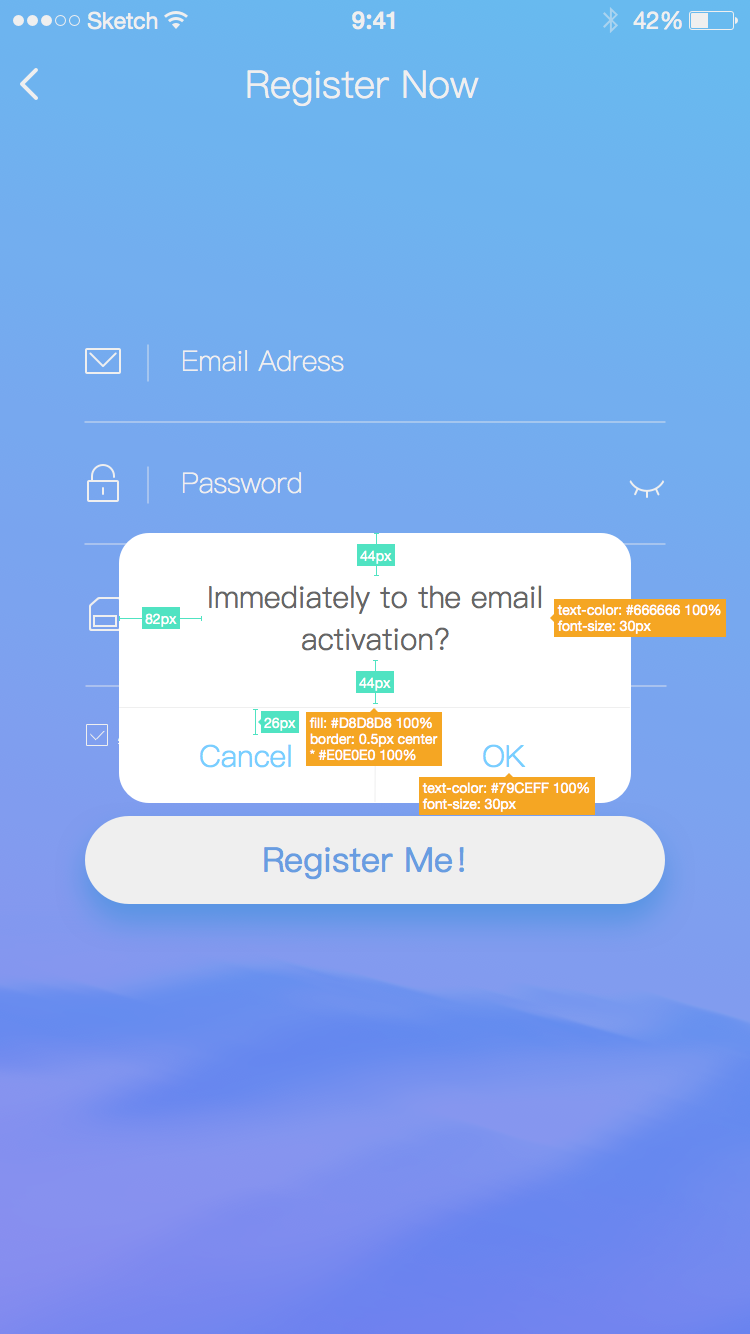 Sketch 9:41 42%
Register Now
Email Adress
Password
44px
Immediately to the email
activation?
82px
text-color: #666666 100%
font-size: 30px
44px
26px
fill: #D8D8D8 100%
border: 0.5px center
* #E0E0E0 100%
Cancel
OK
text-color: #79CEFF 100%
font-size: 30px
Register Me!